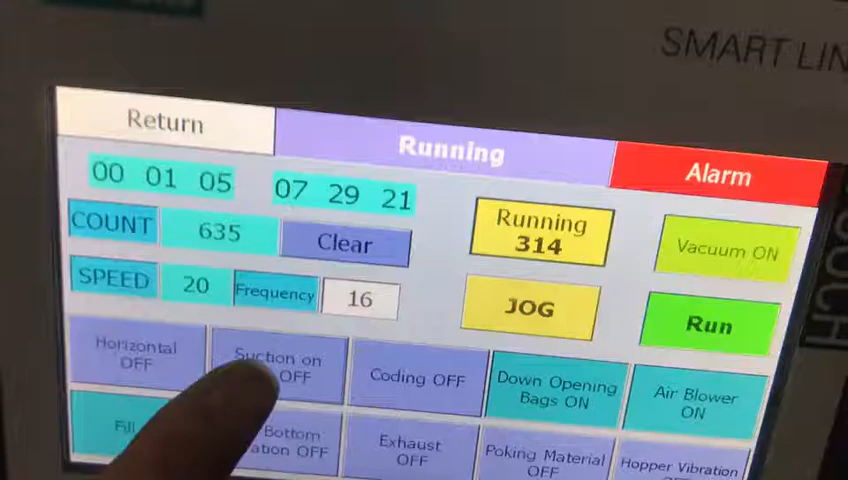 SMART LIN
Return
Running
Alarm
00 01 05
07 29 21
COUNT
635
Clear
Running
314
Vacuum ON
SPEED
20
Frequency
16
JOG
Run
Horizontal
OFF
Suction on
OFF
Coding OFF
Down Opening
Bags ON
Air Blower
ON
Fill
Bottom
OFF
Exhaust
OFF
Poking Material
OFF
Hopper Vibration
OUCH